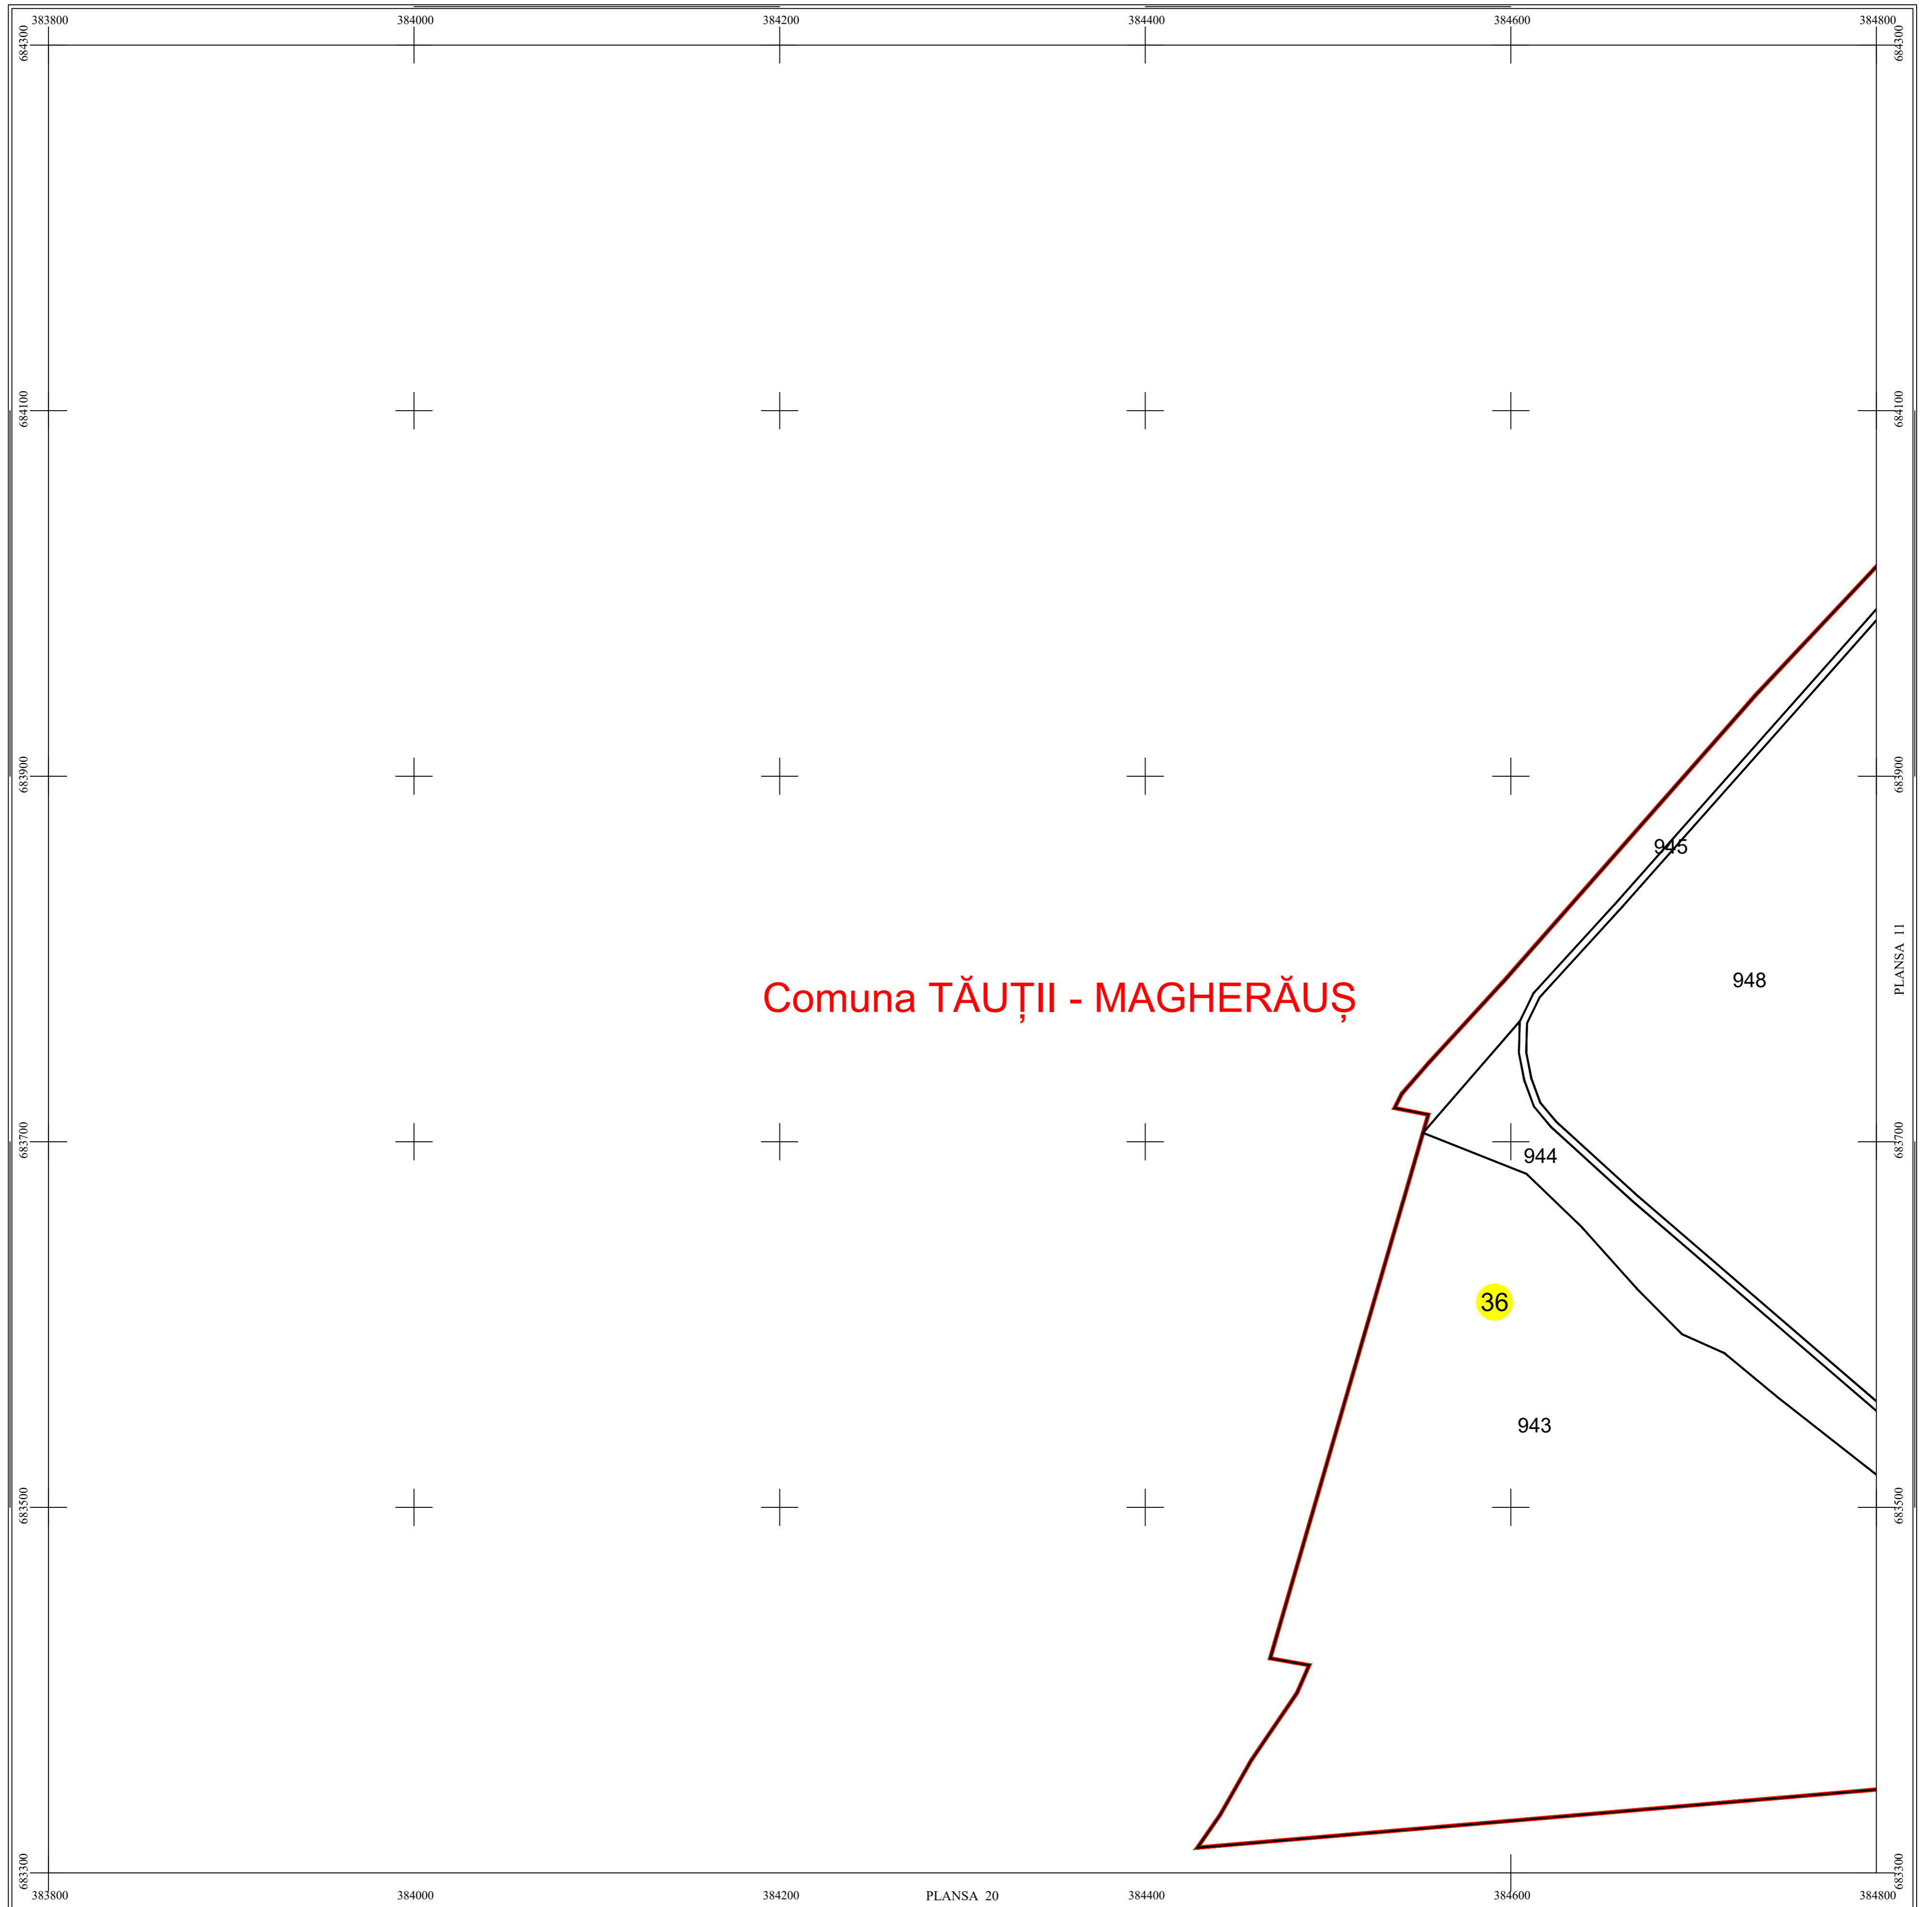 383800 384000 384200 384400 384600 384800
684300 684300
684100 684100
683900 683900
945
948
PLANSA 11
Comuna TĂUȚII - MAGHERĂUȘ
683700 683700
944
36
943
683500 683500
683300 683300
383800 384000 384200 PLANSA 20 384400 384600 384800